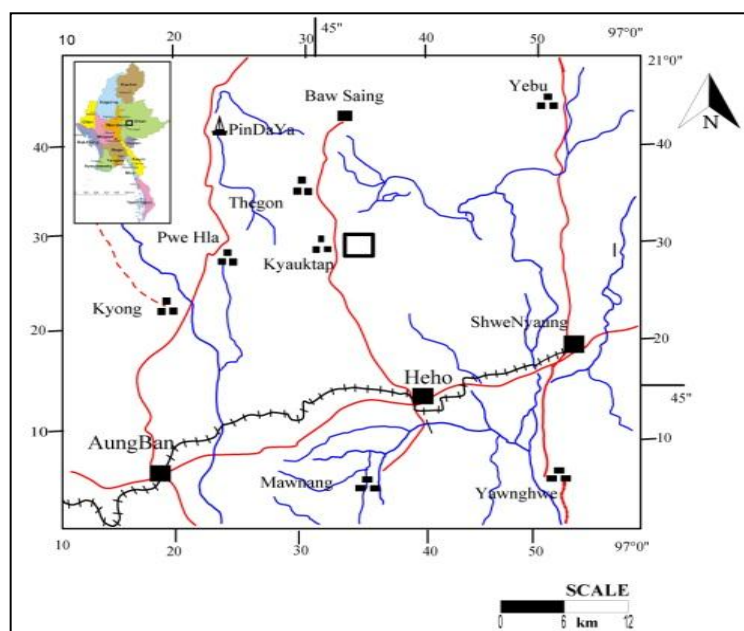 45"
10
20
30
40
50
97°0"
21°0"
Yebu
Baw Saing
N
PinDaYa
40
40
Thegon
Pwe Hla
30
30
Kyauktap
Kyong
ShweNyaung
20
20
Heho
45"
10
10
AungBan
Mawnang
Yawnghwe
10
20
30
40
50
97°0"
SCALE
0
6
12
km